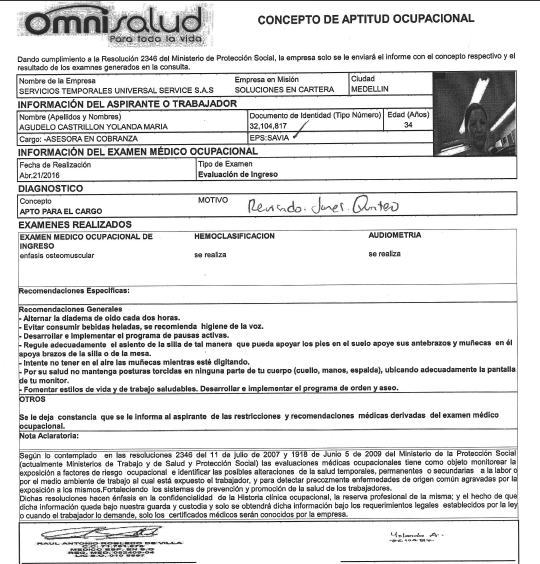 Omnisalud
Para toda la vida
CONCEPTO DE APTITUD OCUPACIONAL
Dando cumplimiento a la Resolución 2346 del Ministerio de Protección Social, la empresa solo se le enviará el informe con el concepto respectivo y el
resultado de los examnes generados en la consulta.
Nombre de la Empresa Empresa en Misión Ciudad
SERVICIOS TEMPORALES UNIVERSAL SERVICE S.A.S SOLUCIONES EN CARTERA MEDELLIN
INFORMACIÓN DEL ASPIRANTE O TRABAJADOR
Nombre (Apellidos y Nombres) Documento de Identidad (Tipo Número) Edad (Años)
AGUDELO CASTRILLON YOLANDA MARIA 32,104,817 34
Cargo: -ASESORA EN COBRANZA EPS:SAVIA
INFORMACIÓN DEL EXAMEN MÉDICO OCUPACIONAL
Fecha de Realización Tipo de Examen
Abr.21/2016 Evaluación de Ingreso
DIAGNOSTICO
Concepto MOTIVO
APTO PARA EL CARGO
EXAMENES REALIZADOS
EXAMEN MEDICO OCUPACIONAL DE INGRESO HEMOCLASIFICACION AUDIOMETRIA
enfasis osteomuscular se realiza se realiza
Recomendaciones Específicas:
Recomendaciones Generales
- Alternar la diadema de oído cada dos horas.
- Evitar consumir bebidas heladas, se recomienda higiene de la voz.
- Desarrollar e implementar el programa de pausas activas.
- Regule adecuadamente el asiento de la silla de tal manera que pueda apoyar los pies en el suelo apoye sus antebrazos y muñecas en él
apoya brazos de la silla o de la mesa.
- Intente no tener en el aire las muñecas mientras esté digitando.
- Por su salud no mantenga posturas torcidas en ninguna parte de tu cuerpo (cuello, manos, espalda), ubicando adecuadamente la pantalla
de tu monitor.
- Fomentar estilos de vida y de trabajo saludables. Desarrollar e implementar el programa de orden y aseo.
OTROS
Se le deja constancia que se le informa al aspirante de las restricciones y recomendaciones médicas derivadas del examen médico
ocupacional.
Nota Aclaratoria:
Según lo contemplado en las resoluciones 2346 del 11 de julio de 2007 y 1918 de Junio 5 de 2009 del Ministerio de la Protección Social
(actualmente Ministerios de Trabajo y de Salud y Protección Social) las evaluaciones médicas ocupacionales tiene como objeto monitorear la
exposición a factores de riesgo ocupacional e identificar las posibles alteraciones de la salud temporales, permanentes o secundarias a la labor o
por el medio ambiente de trabajo al cual está expuesto el trabajador, y para detectar precozmente enfermedades de origen común agravadas por la
exposición a los mismos.Fortaleciendo los sistemas de prevención y promoción de la salud de los trabajadores.
Dichas resoluciones hacen énfasis en la confidencialidad de la Historia clínica ocupacional, la reserva profesional de la misma; y el hecho de que
dicha información queda bajo nuestra guarda y custodia y solo se obtendrá dicha información bajo los requerimientos legales establecidos por la ley
o cuando el trabajador lo demande, solo los certificados médicos serán conocidos por la empresa.
RAUL ANTONIO ROBLEDO DEVILLA
Yolanda A.